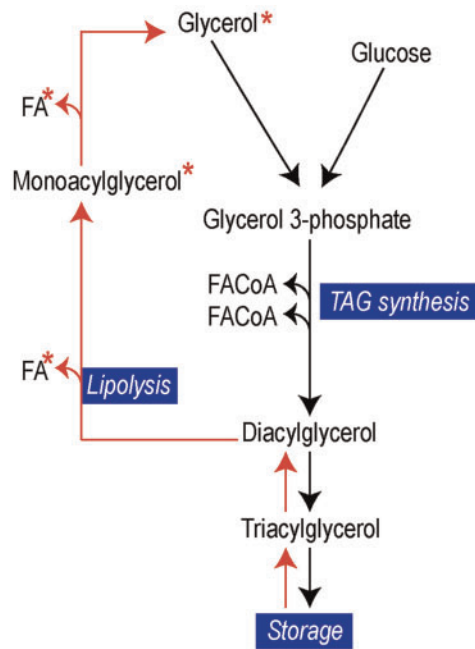 Glycerol*
Glucose
FA*
Monoacylglycerol*
Glycerol 3-phosphate
FACoA
TAG synthesis
FACoA
FA*
Lipolysis
Diacylglycerol
Triacylglycerol
Storage